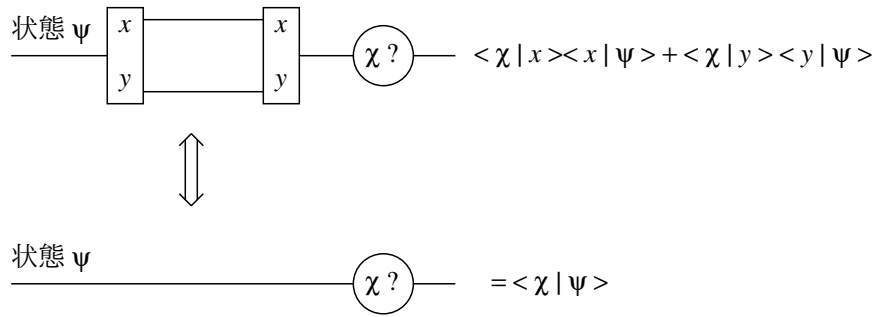 状態 ψ
x x
χ ? <χ|x><x|ψ>+<χ|y><y|ψ>
y y
状態 ψ
χ ? =<χ|ψ>